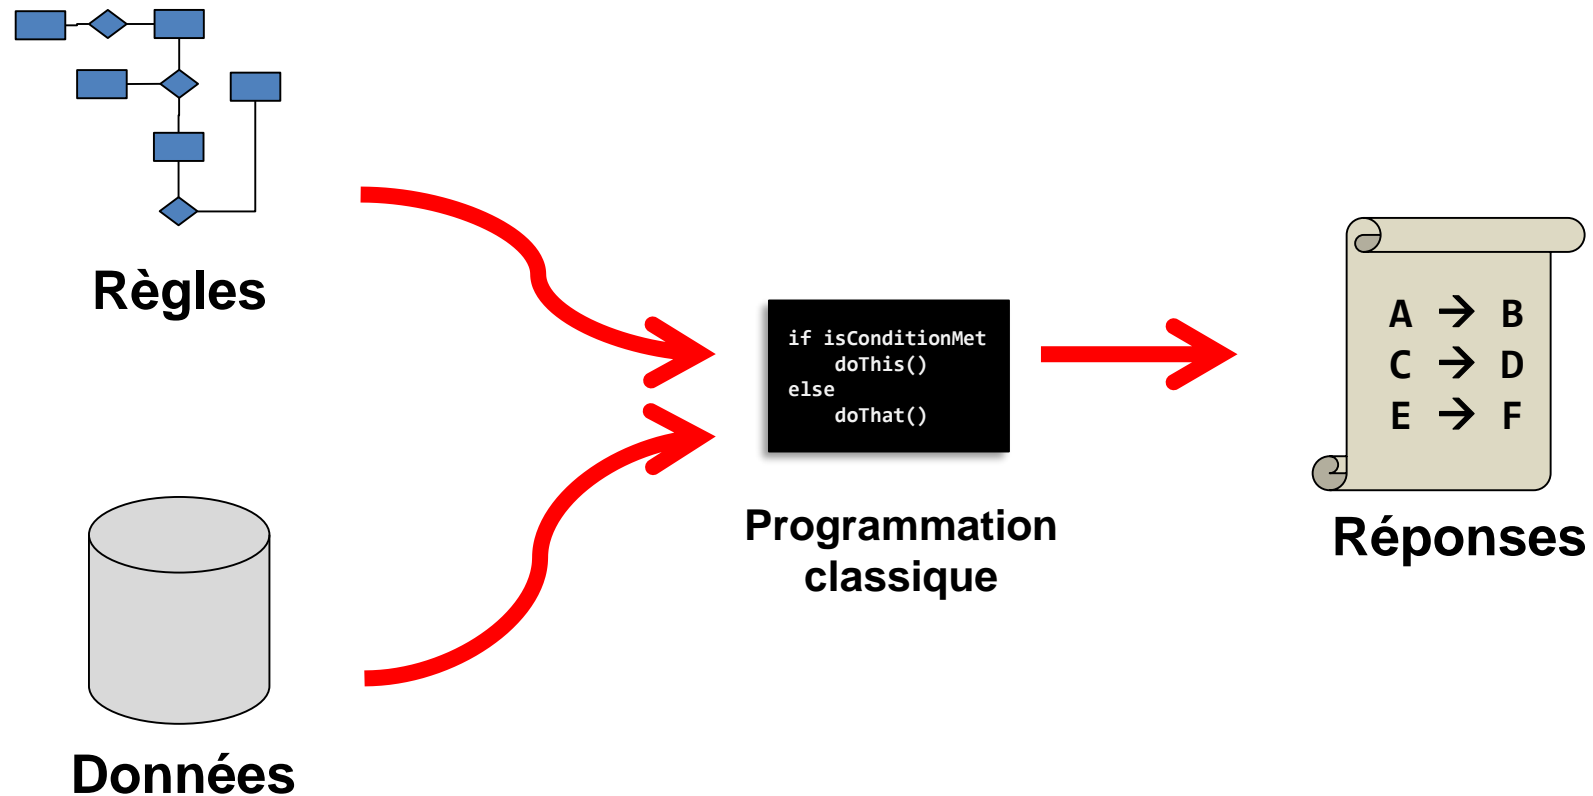 Règles
Données
if isConditionMet
doThis()
else
doThat()
Programmation
classique
A → B
C → D
E → F
Réponses